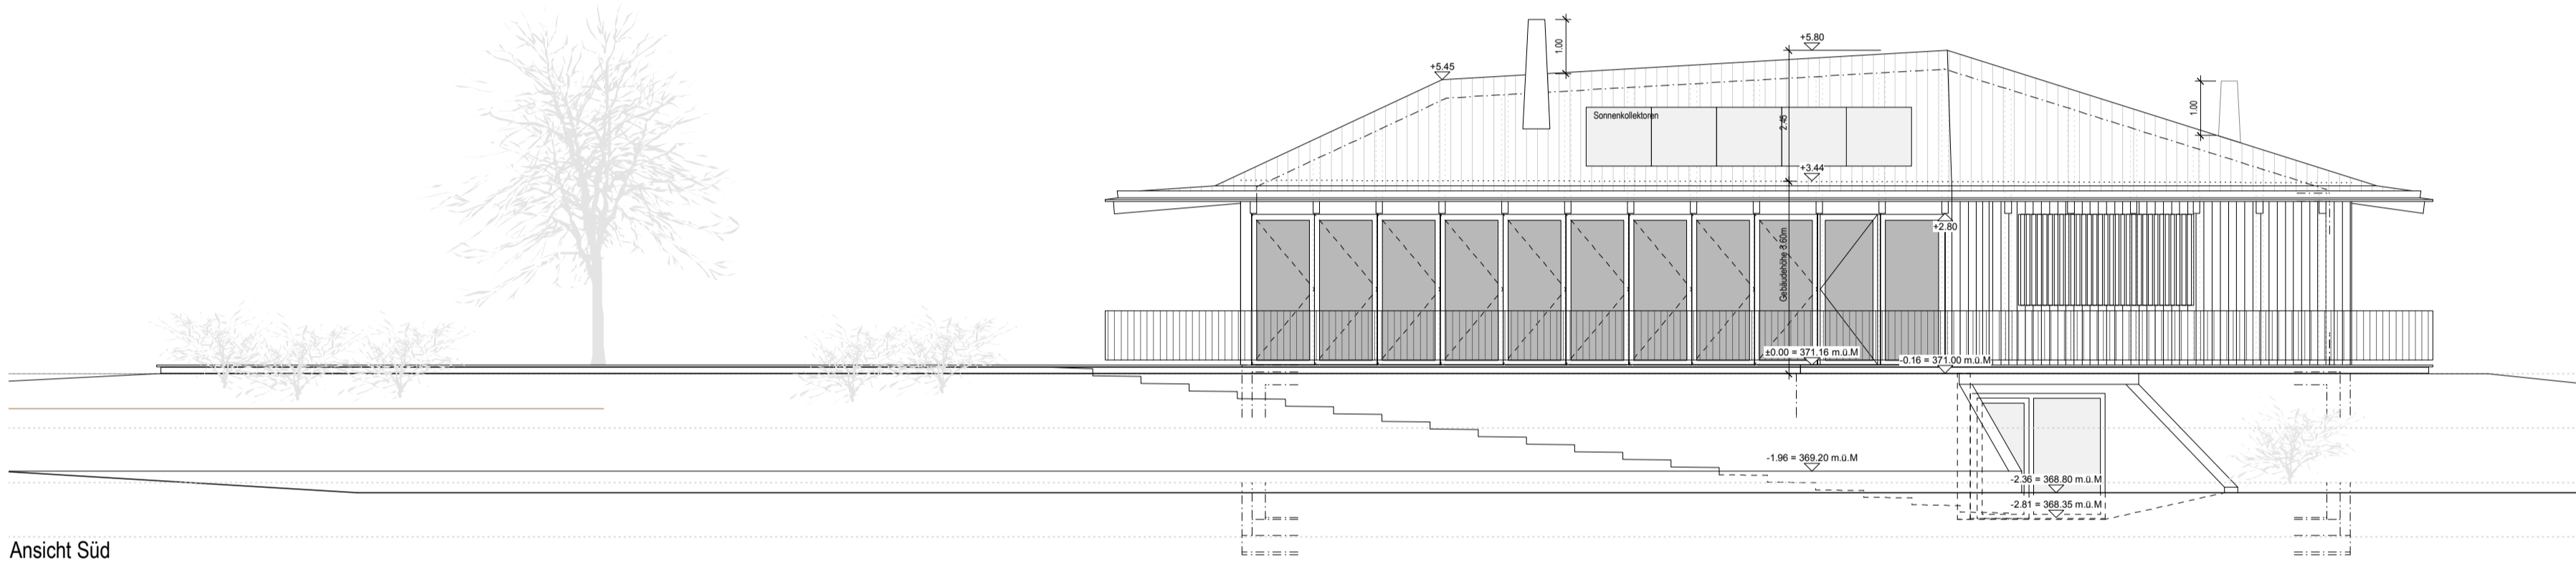 1.00
+5.80
+5.45
1.00
Sonnenkollektoren
2.45
+3.44
+2.80
Gebäudehöhe 3.60m
±0.00 = 371.16 m.ü.M
-0.16 = 371.00 m.ü.M
-1.96 = 369.20 m.ü.M
-2.36 = 368.80 m.ü.M
-2.81 = 368.35 m.ü.M
Ansicht Süd